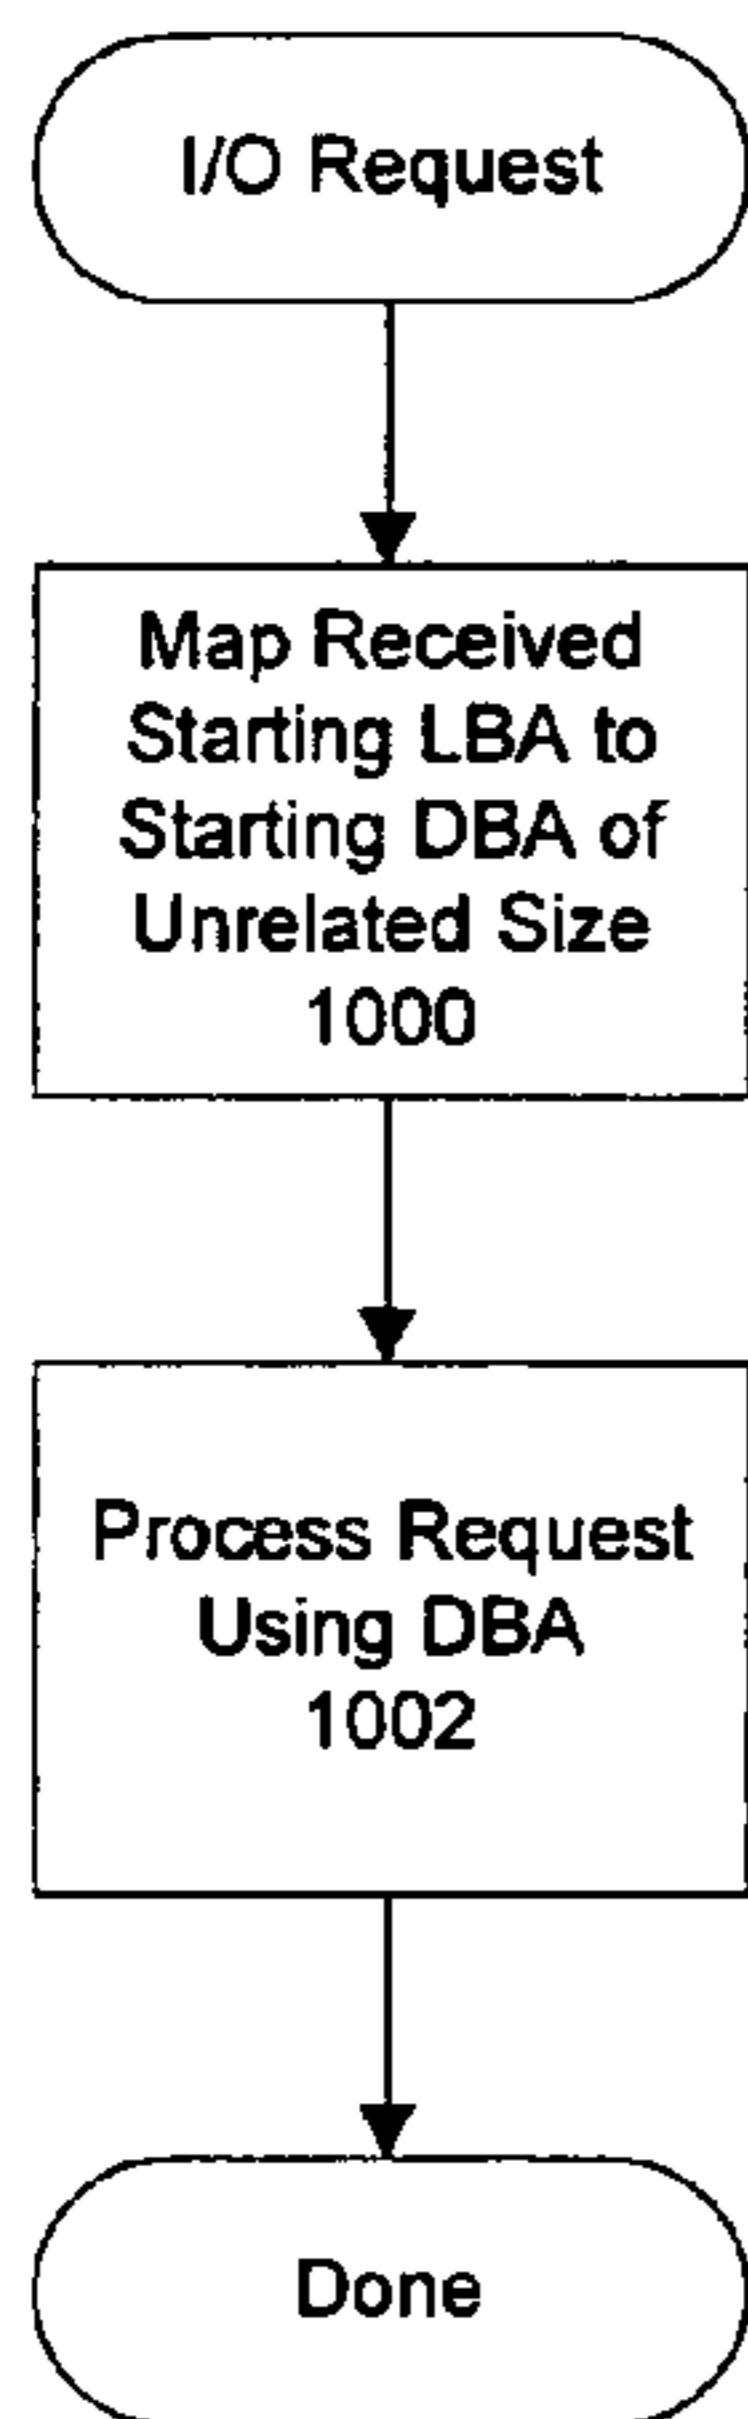 I/O Request
Map Received
Starting LBA to
Starting DBA of
Unrelated Size
1000
Process Request
Using DBA
1002
Done